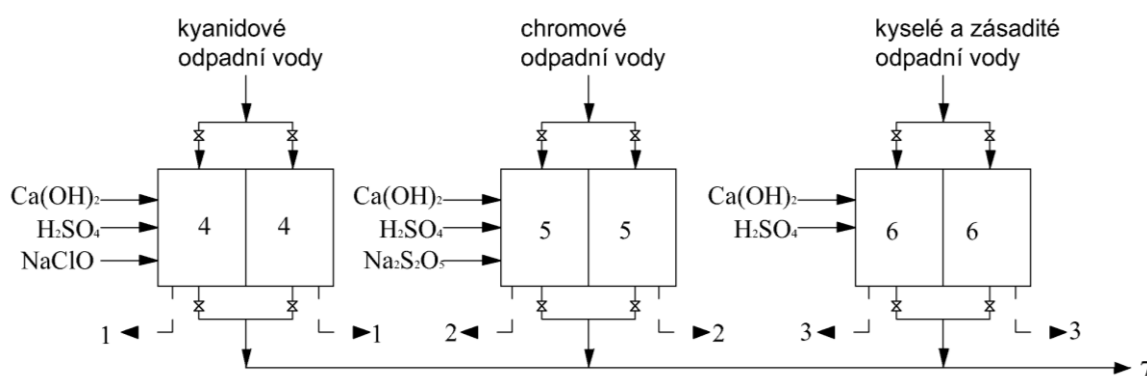 kyanidové
odpadní vody
chromové
odpadní vody
kyselé a zásadité
odpadní vody
Ca(OH)₂
H₂SO₄
NaClO
4 4
Ca(OH)₂
H₂SO₄
Na₂S₂O₅
5 5
Ca(OH)₂
H₂SO₄
6 6
1 1 2 2 3 3
7